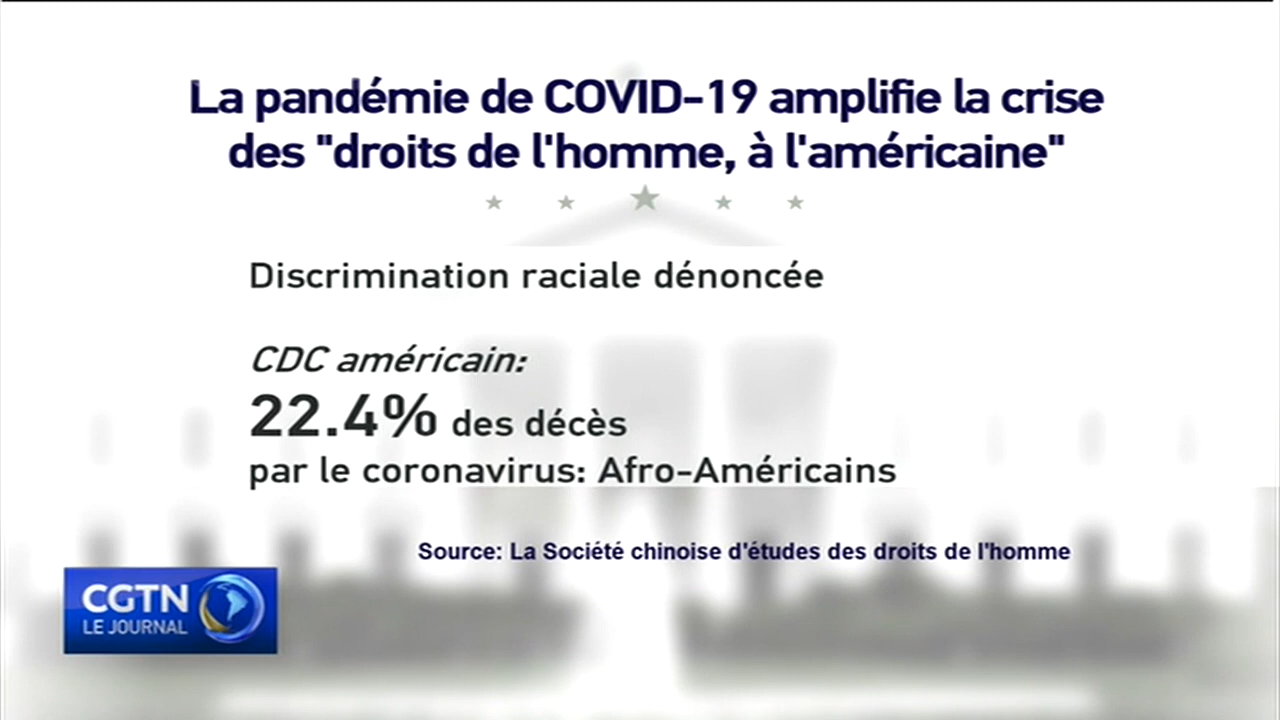 La pandémie de COVID-19 amplifie la crise
des "droits de l'homme, à l'américaine"
Discrimination raciale dénoncée
CDC américain:
22.4% des décès
par le coronavirus: Afro-Américains
Source: La Société chinoise d'études des droits de l'homme
CGTN
LE JOURNAL